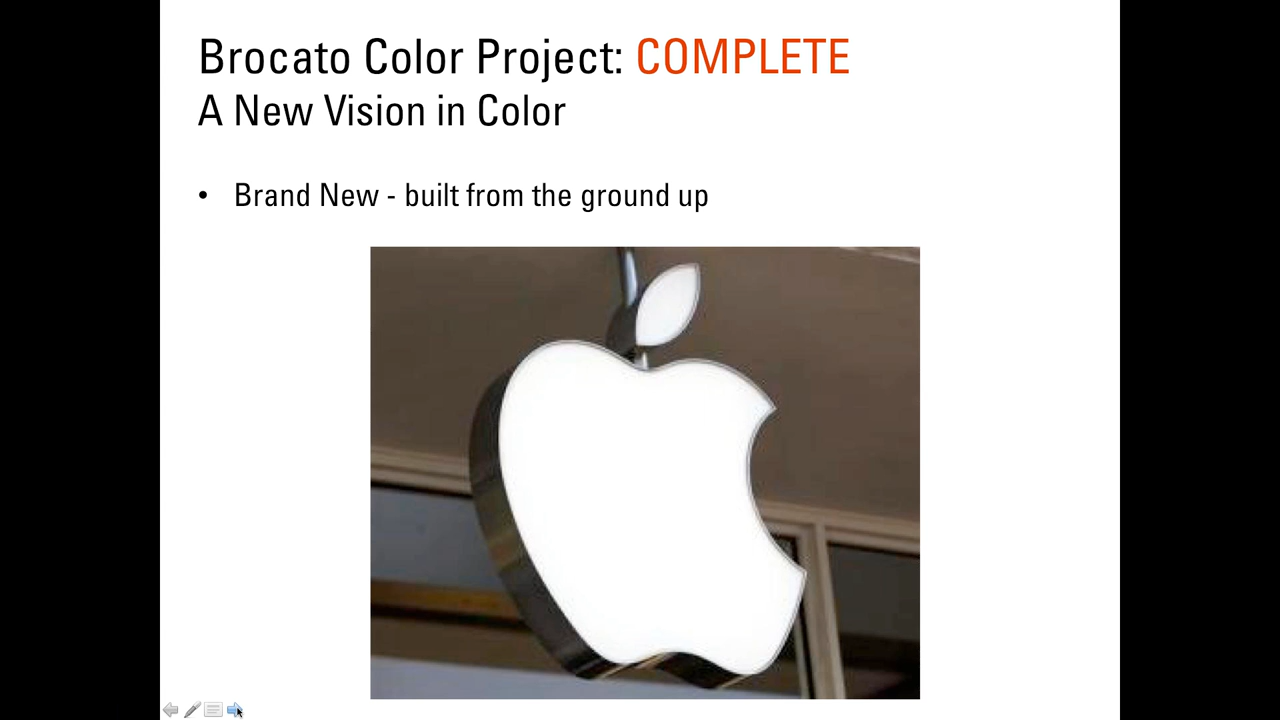 Brocato Color Project: COMPLETE
A New Vision in Color
• Brand New - built from the ground up